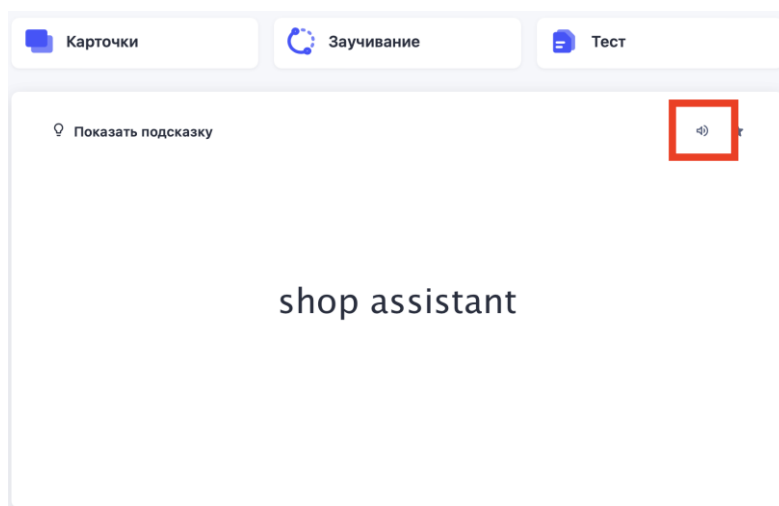 Карточки
Заучивание
Тест
Показать подсказку
shop assistant